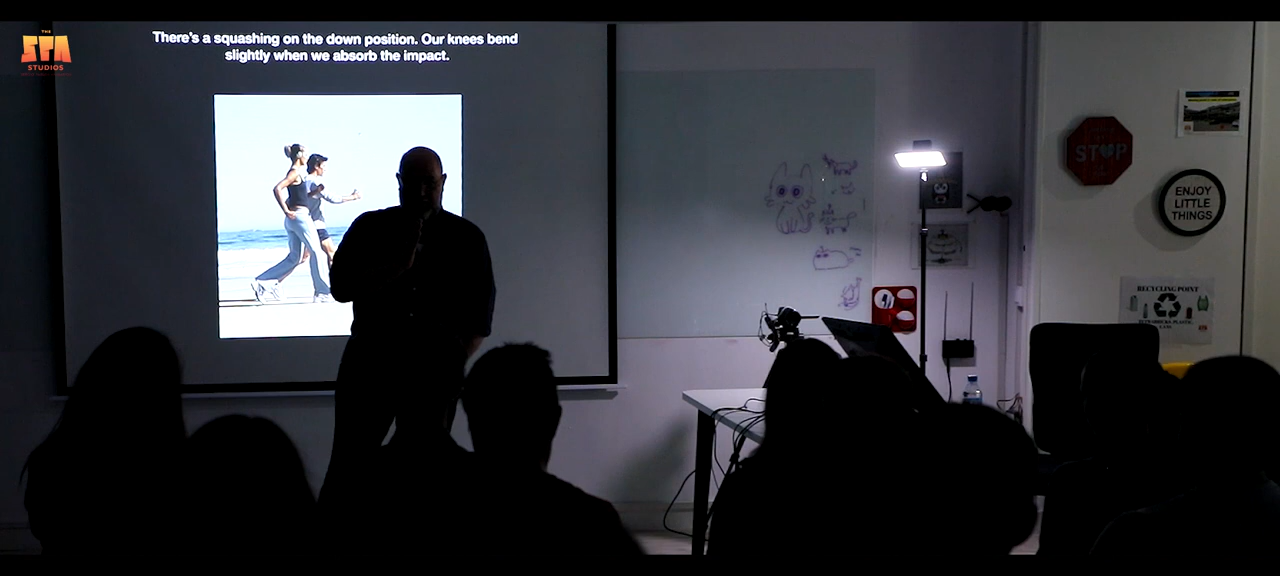 THE
SPA
STUDIOS
There's a squashing on the down position. Our knees bend
slightly when we absorb the impact.
STOP
ENJOY
LITTLE
THINGS
RECYCLING POINT